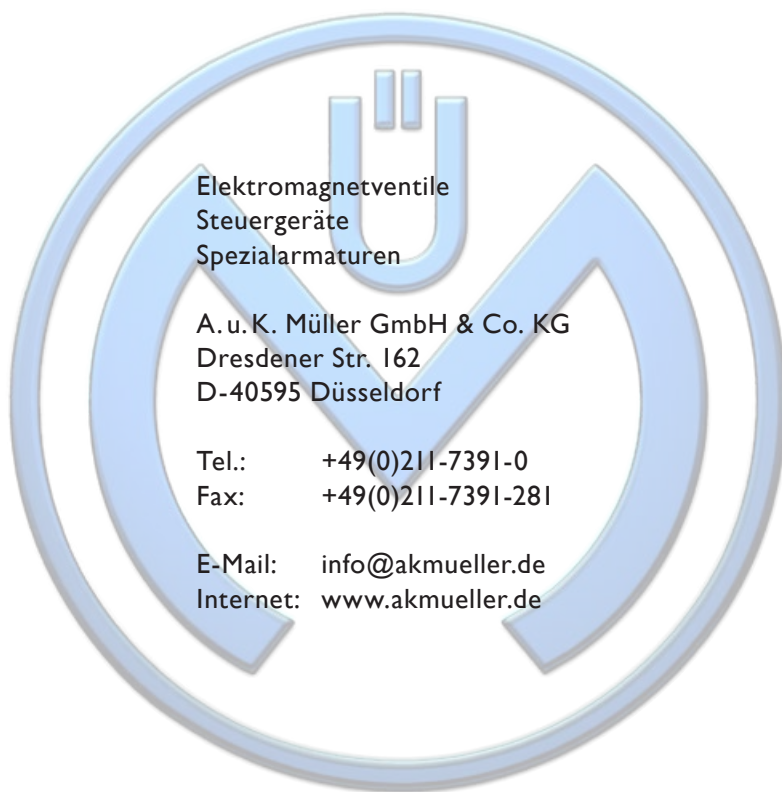 Ü
Elektromagnetventile
Steuergeräte
Spezialarmaturen
A. u. K. Müller GmbH & Co. KG
Dresdener Str. 162
D-40595 Düsseldorf
Tel.: +49(0)211-7391-0
Fax: +49(0)211-7391-281
E-Mail: info@akmueller.de
Internet: www.akmueller.de